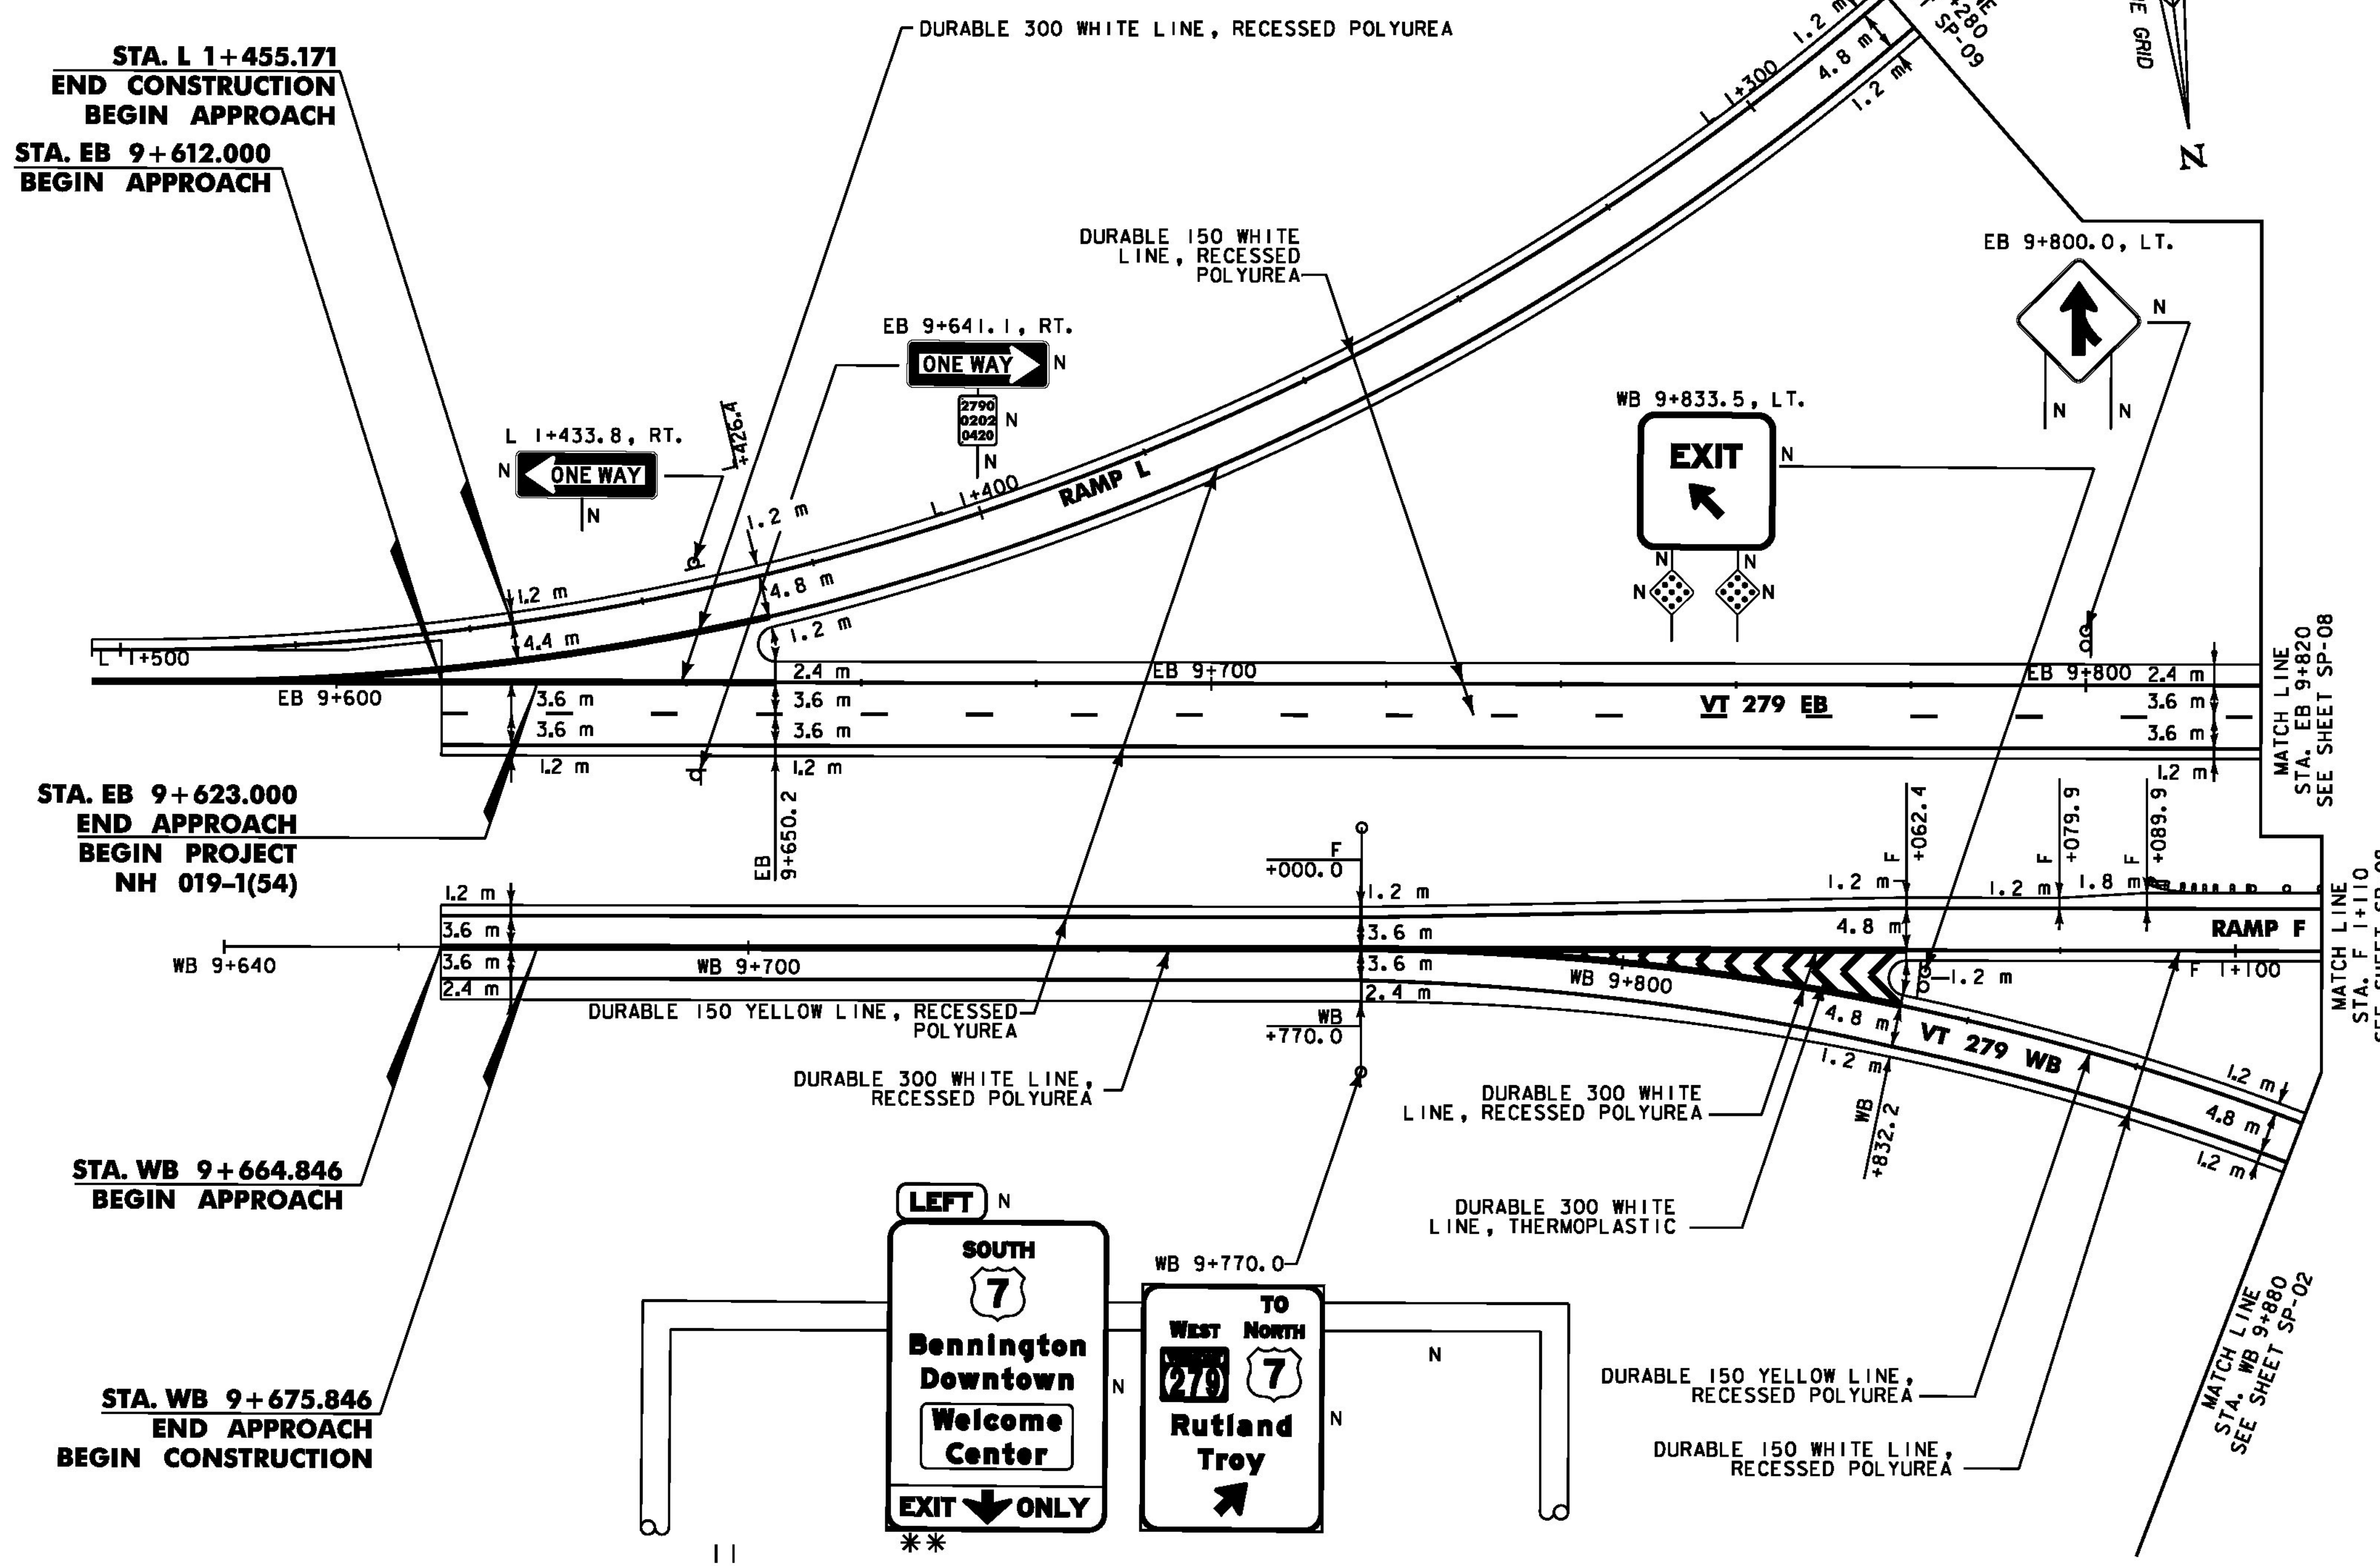 DURABLE 300 WHITE LINE, RECESSED POLYUREA
STA. L 1+455.171
END CONSTRUCTION
BEGIN APPROACH
STA. EB 9+612.000
BEGIN APPROACH
1.2 m
4.8 m
1.2 m
L 1+300
+280
SP-09
GRID
N
DURABLE 150 WHITE
LINE, RECESSED
POLYUREA
EB 9+800.0, LT.
N
N
N
EB 9+641.1, RT.
ONE WAY
N
2790
0202
0420
N
N
L 1+433.8, RT.
N
ONE WAY
N
L
+426.4
WB 9+833.5, LT.
EXIT
N
N
N
N
N
L 1+400
RAMP L
1.2 m
4.8 m
1.2 m
1.2 m
4.4 m
L 1+500
EB 9+600
2.4 m
3.6 m
3.6 m
1.2 m
3.6 m
3.6 m
1.2 m
EB 9+700
VT 279 EB
EB 9+800
2.4 m
3.6 m
3.6 m
1.2 m
MATCH LINE
STA. EB 9+820
SEE SHEET SP-08
STA. EB 9+623.000
END APPROACH
BEGIN PROJECT
NH 019-1(54)
EB
9+650.2
F
+000.0
F
+062.4
F
+079.9
F
+089.9
1.2 m
3.6 m
3.6 m
2.4 m
WB 9+640
WB 9+700
1.2 m
3.6 m
3.6 m
2.4 m
WB
+770.0
1.2 m
1.2 m
1.8 m
4.8 m
RAMP F
F 1+100
WB 9+800
1.2 m
4.8 m
1.2 m
VT 279 WB
WB
+832.2
1.2 m
4.8 m
1.2 m
MATCH LINE
STA. F 1+110
DURABLE 150 YELLOW LINE, RECESSED
POLYUREA
DURABLE 300 WHITE LINE,
RECESSED POLYUREA
DURABLE 300 WHITE
LINE, RECESSED POLYUREA
STA. WB 9+664.846
BEGIN APPROACH
DURABLE 300 WHITE
LINE, THERMOPLASTIC
LEFT
N
SOUTH
7
Bennington
Downtown
Welcome
Center
EXIT ONLY
**
N
WB 9+770.0
TO
WEST NORTH
279 7
Rutland
Troy
N
N
MATCH LINE
STA. WB 9+880
SEE SHEET SP-02
STA. WB 9+675.846
END APPROACH
BEGIN CONSTRUCTION
DURABLE 150 YELLOW LINE,
RECESSED POLYUREA
DURABLE 150 WHITE LINE,
RECESSED POLYUREA
11